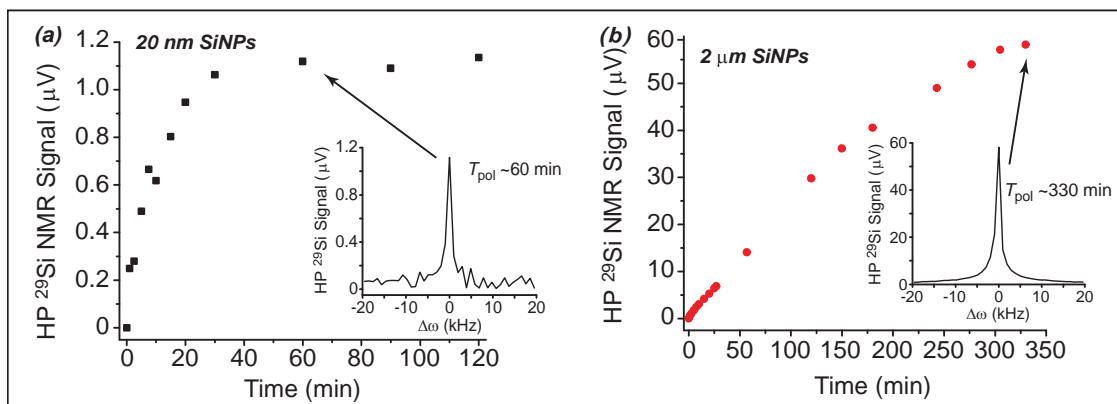 (a) 20 nm SiNPs
HP 29Si NMR Signal (μV)
1.2
1.0
0.8
0.6
0.4
0.2
0
0 20 40 60 80 100 120
Time (min)
HP 29Si Signal (μV)
1.2
0.8
0.4
0
-20 -10 0 10 20
Δω (kHz)
Tpol ~60 min
(b) 2 μm SiNPs
HP 29Si NMR Signal (μV)
60
50
40
30
20
10
0
0 50 100 150 200 250 300 350
Time (min)
HP 29Si Signal (μV)
60
40
20
0
-20 -10 0 10 20
Δω (kHz)
Tpol ~330 min